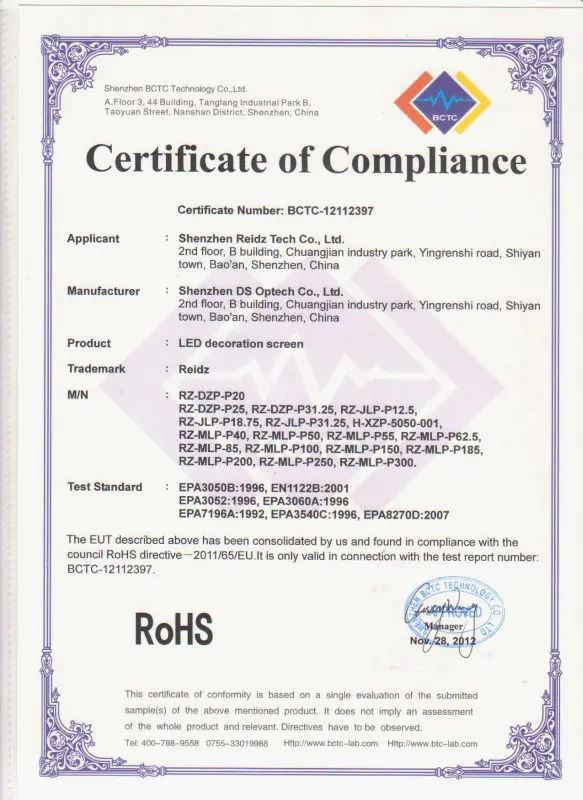 Shenzhen BCTC Technology Co.,Ltd.
A.Floor 3, 44 Building, Tanglang Industrial Park B,
Taoyuan Street, Nanshan District, Shenzhen, China
BCTC
Certificate of Compliance
Certificate Number: BCTC-12112397
Applicant : Shenzhen Reidz Tech Co., Ltd.
2nd floor, B building, Chuangjian industry park, Yingrenshi road, Shiyan
town, Bao'an, Shenzhen, China
Manufacturer : Shenzhen DS Optech Co., Ltd.
2nd floor, B building, Chuangjian industry park, Yingrenshi road, Shiyan
town, Bao'an, Shenzhen, China
Product : LED decoration screen
Trademark : Reidz
M/N : RZ-DZP-P20
RZ-DZP-P25, RZ-DZP-P31.25, RZ-JLP-P12.5,
RZ-JLP-P18.75, RZ-JLP-P31.25, H-XZP-5050-001,
RZ-MLP-P40, RZ-MLP-P50, RZ-MLP-P55, RZ-MLP-P62.5,
RZ-MLP-85, RZ-MLP-P100, RZ-MLP-P150, RZ-MLP-P185,
RZ-MLP-P200, RZ-MLP-P250, RZ-MLP-P300.
Test Standard : EPA3050B:1996, EN1122B:2001
EPA3052:1996, EPA3060A:1996
EPA7196A:1992, EPA3540C:1996, EPA8270D:2007
The EUT described above has been consolidated by us and found in compliance with the
council RoHS directive－2011/65/EU.It is only valid in connection with the test report number:
BCTC-12112397.
RoHS
SHENZHEN BCTC TECHNOLOGY CO., LTD
APPROVED
Manager
Nov. 28, 2012
This certificate of conformity is based on a single evaluation of the submitted
sample(s) of the above mentioned product. It does not imply an assessment
of the whole product and relevant. Directives have to be observed.
Tel: 400-788-9558 0755-33019988 Http://www.bctc-lab.com Http://www.btc-lab.com